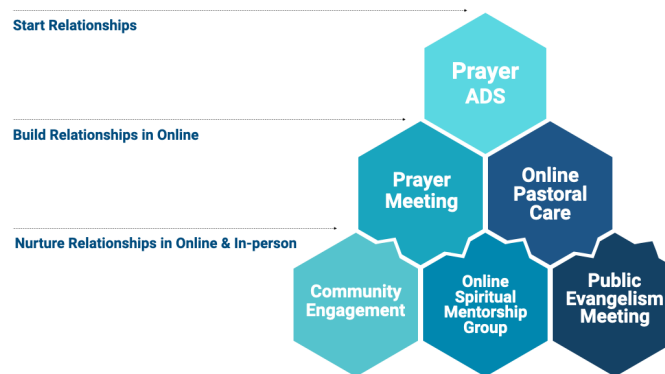 Start Relationships
Prayer
ADS
Build Relationships in Online
Prayer
Meeting
Online
Pastoral
Care
Nurture Relationships in Online & In-person
Community
Engagement
Online
Spiritual
Mentorship
Group
Public
Evangelism
Meeting